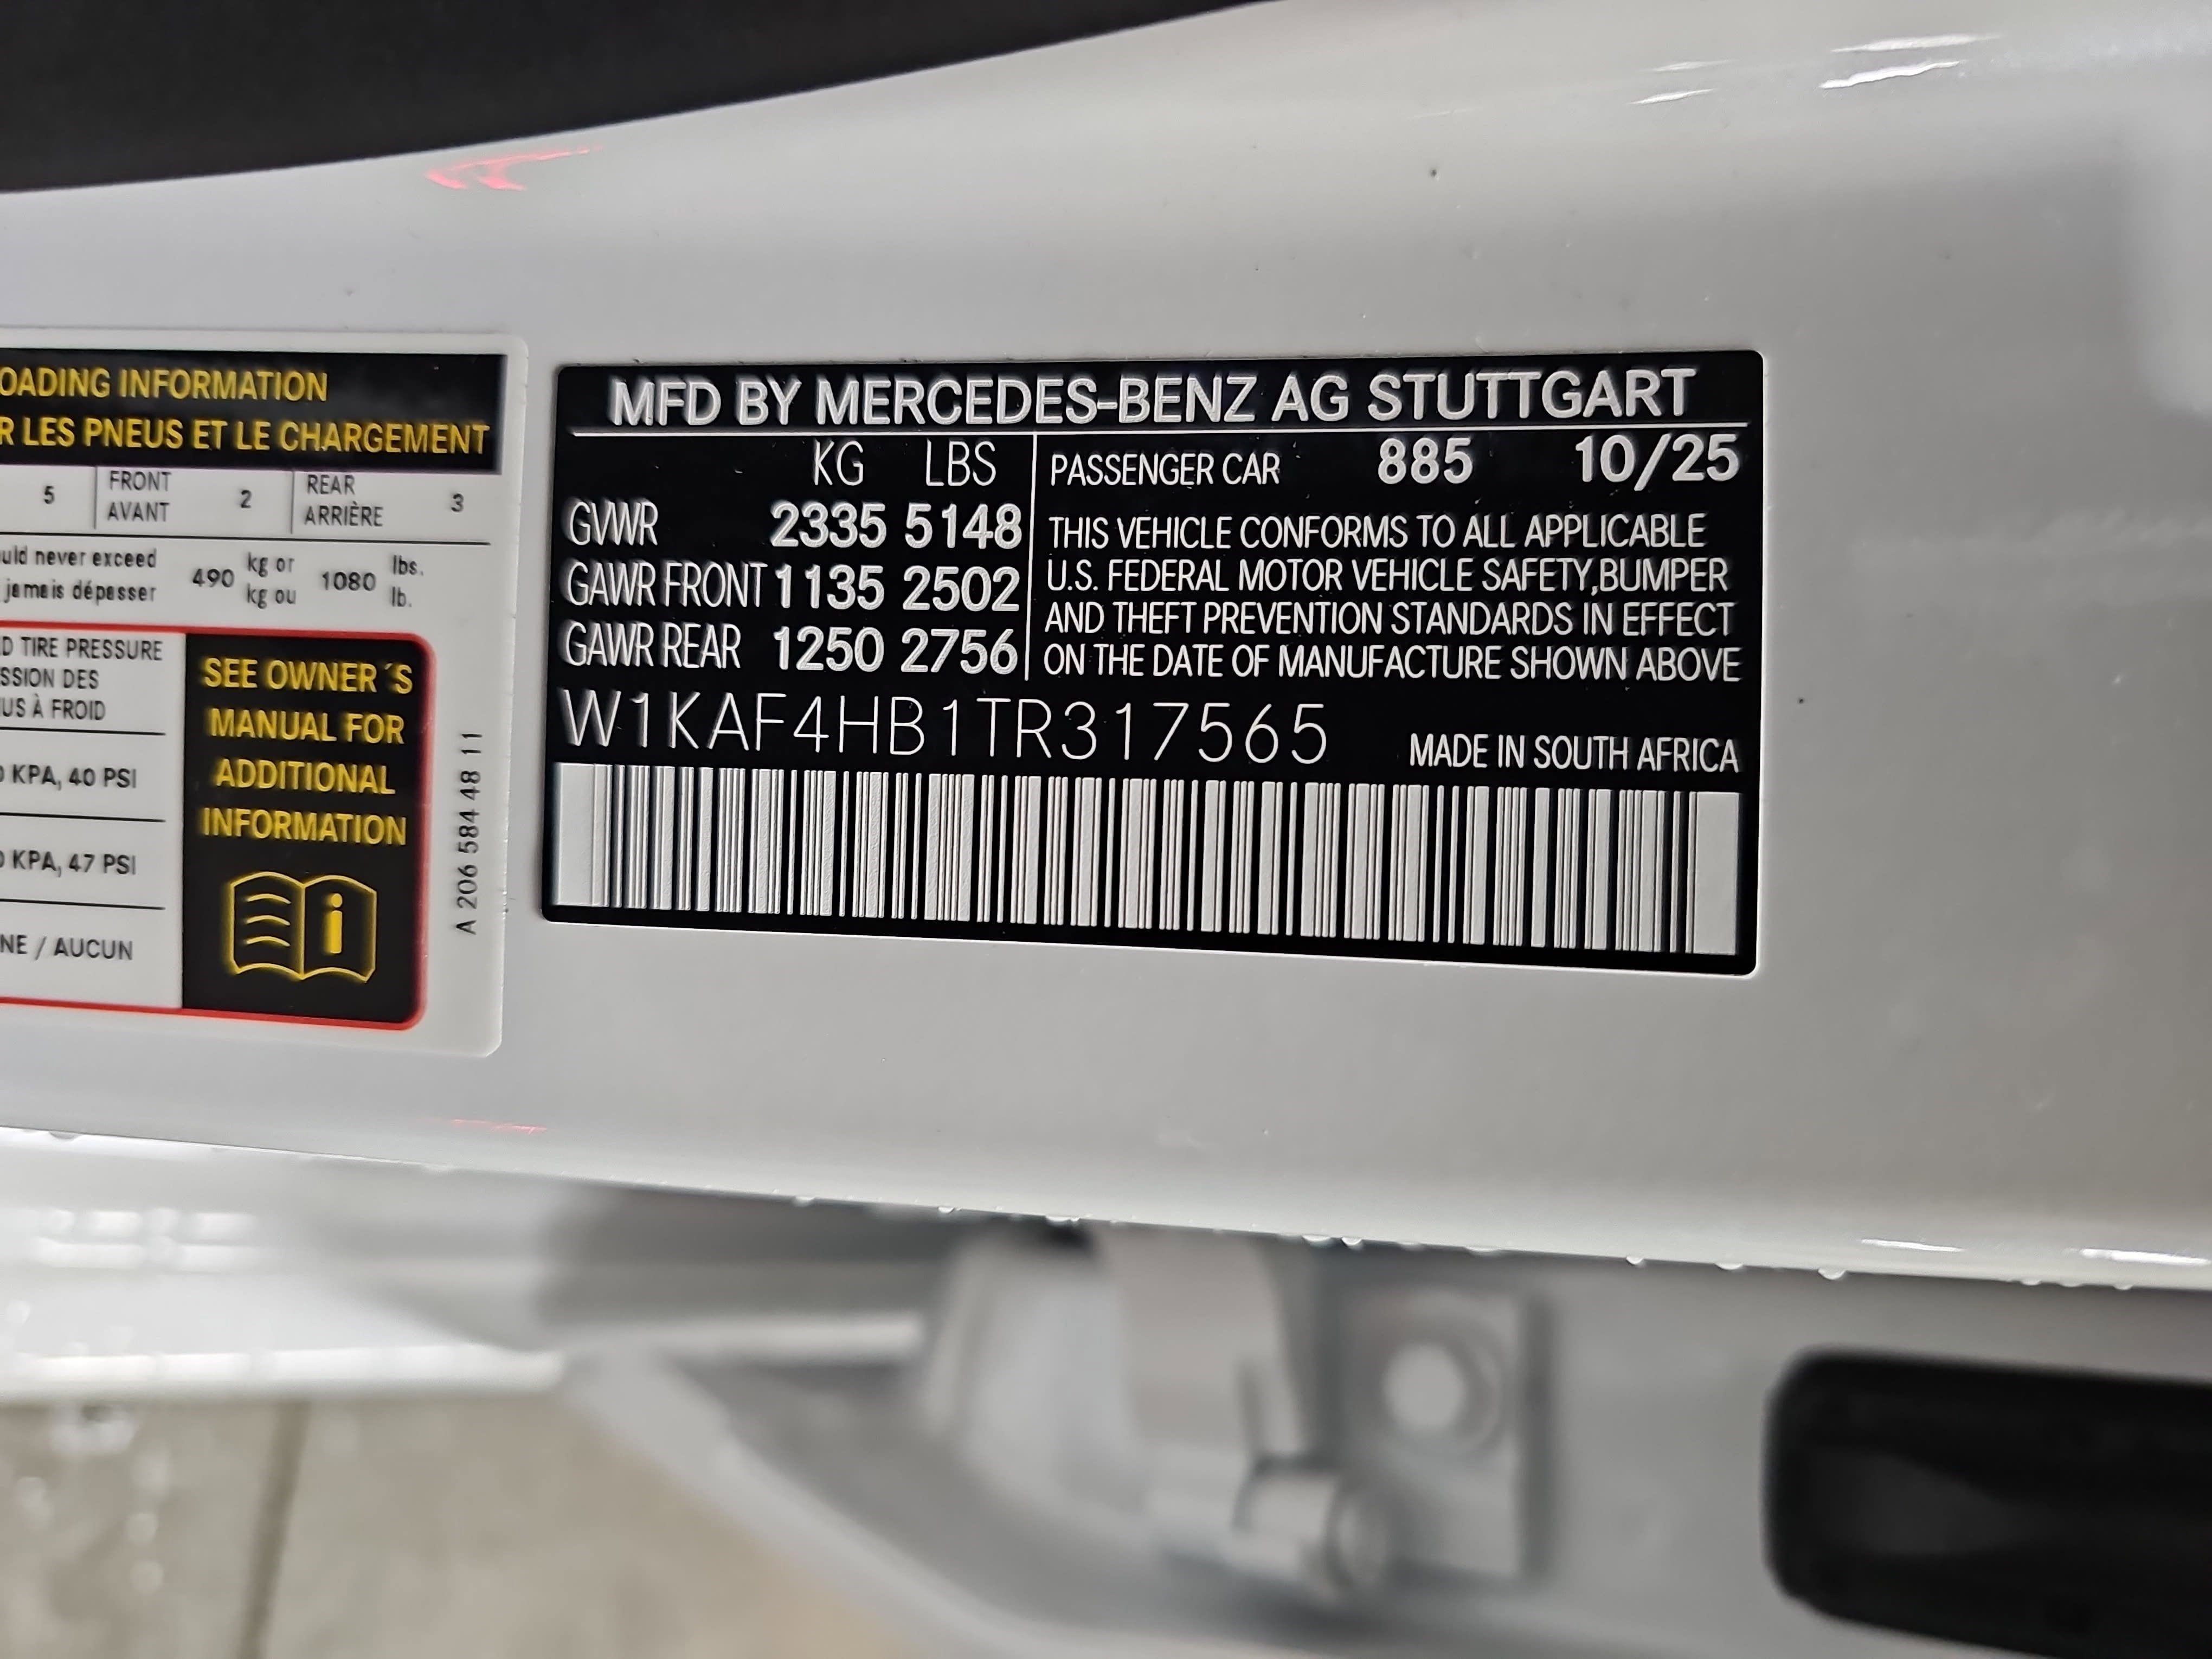 OADING INFORMATION
R LES PNEUS ET LE CHARGEMENT
5 FRONT AVANT 2 REAR ARRIÈRE 3
uld never exceed 490 kg or 1080 lbs.
jamais dépasser kg ou lb.
D TIRE PRESSURE
SSION DES
US À FROID
KPA, 40 PSI
KPA, 47 PSI
NE / AUCUN
SEE OWNER´S
MANUAL FOR
ADDITIONAL
INFORMATION
i
A 206 584 48 11
MFD BY MERCEDES-BENZ AG STUTTGART
KG LBS
GVWR 2335 5148
GAWR FRONT 1135 2502
GAWR REAR 1250 2756
PASSENGER CAR 885 10/25
THIS VEHICLE CONFORMS TO ALL APPLICABLE
U.S. FEDERAL MOTOR VEHICLE SAFETY,BUMPER
AND THEFT PREVENTION STANDARDS IN EFFECT
ON THE DATE OF MANUFACTURE SHOWN ABOVE
W1KAF4HB1TR317565
MADE IN SOUTH AFRICA